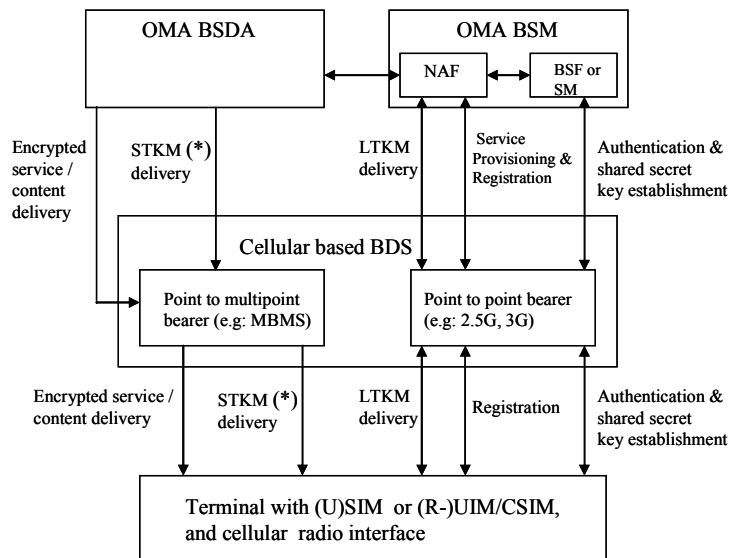 OMA BSDA
OMA BSM
NAF
BSF or
SM
Encrypted
service /
content
delivery
STKM (*)
delivery
LTKM
delivery
Service
Provisioning &
Registration
Authentication &
shared secret
key establishment
Cellular based BDS
Point to multipoint
bearer (e.g: MBMS)
Point to point bearer
(e.g: 2.5G, 3G)
Encrypted service /
content delivery
STKM (*)
delivery
LTKM
delivery
Registration
Authentication &
shared secret
key establishment
Terminal with (U)SIM or (R-)UIM/CSIM,
and cellular radio interface